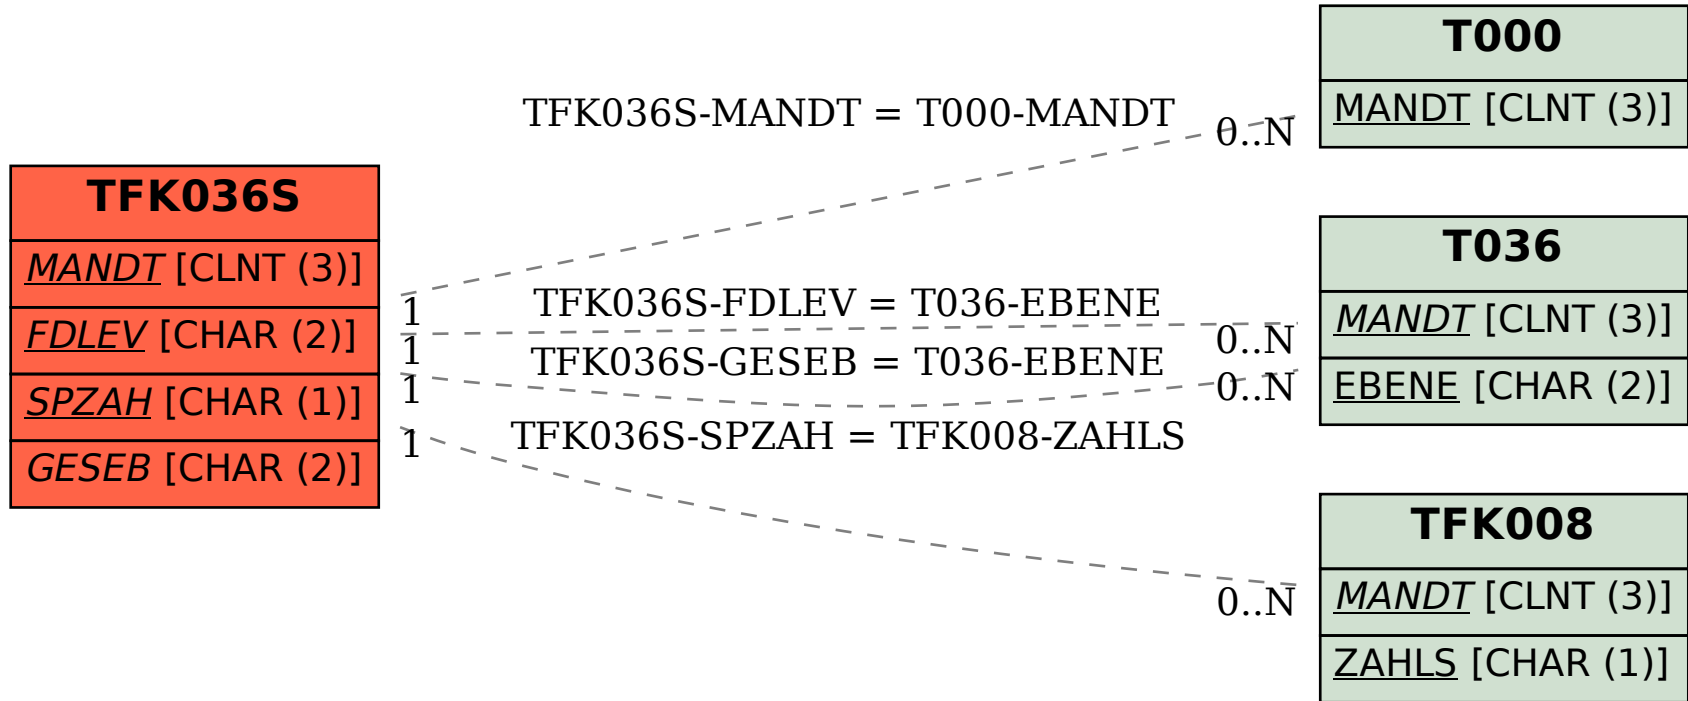 TFK036S
MANDT [CLNT (3)]
FDLEV [CHAR (2)]
SPZAH [CHAR (1)]
GESEB [CHAR (2)]
TFK036S-MANDT = T000-MANDT
0..N
1
TFK036S-FDLEV = T036-EBENE
0..N
1
TFK036S-GESEB = T036-EBENE
0..N
1
TFK036S-SPZAH = TFK008-ZAHLS
0..N
1
T000
MANDT [CLNT (3)]
T036
MANDT [CLNT (3)]
EBENE [CHAR (2)]
TFK008
MANDT [CLNT (3)]
ZAHLS [CHAR (1)]